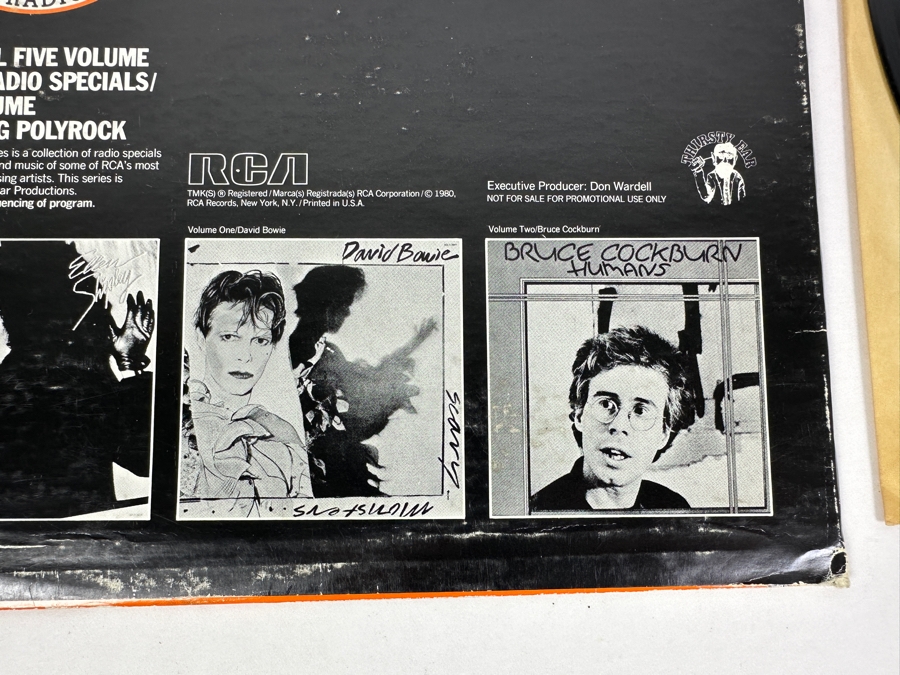 RADIO
L FIVE VOLUME
ADIO SPECIALS/
UME
G POLYROCK
es is a collection of radio specials
nd music of some of RCA's most
sing artists. This series is
ar Productions.
uencing of program.
RCA
TMK(S) ® Registered/Marca(s) Registrada(s) RCA Corporation/© 1980,
RCA Records, New York, N.Y./Printed in U.S.A.
Executive Producer: Don Wardell
NOT FOR SALE FOR PROMOTIONAL USE ONLY
THIRSTY EAR
Volume One/David Bowie
David Bowie
scary
monsters
Volume Two/Bruce Cockburn
BRUCE COCKBURN
HUMANS